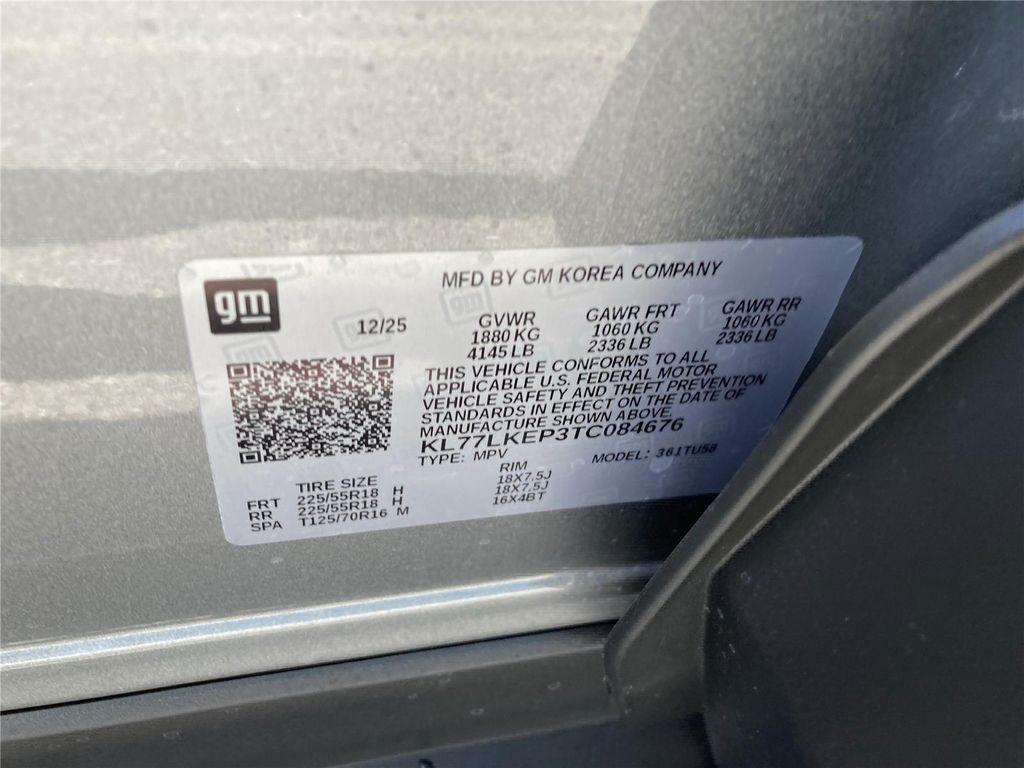 gm
MFD BY GM KOREA COMPANY
12/25
GVWR GAWR FRT GAWR RR
1880 KG 1060 KG 1060 KG
4145 LB 2336 LB 2336 LB
THIS VEHICLE CONFORMS TO ALL
APPLICABLE U.S. FEDERAL MOTOR
VEHICLE SAFETY AND THEFT PREVENTION
STANDARDS IN EFFECT ON THE DATE OF
MANUFACTURE SHOWN ABOVE.
KL77LKEP3TC084676
TYPE: MPV MODEL: 361TU58
TIRE SIZE RIM
FRT 225/55R18 H 18X7.5J
RR 225/55R18 H 18X7.5J
SPA T125/70R16 M 16X4BT